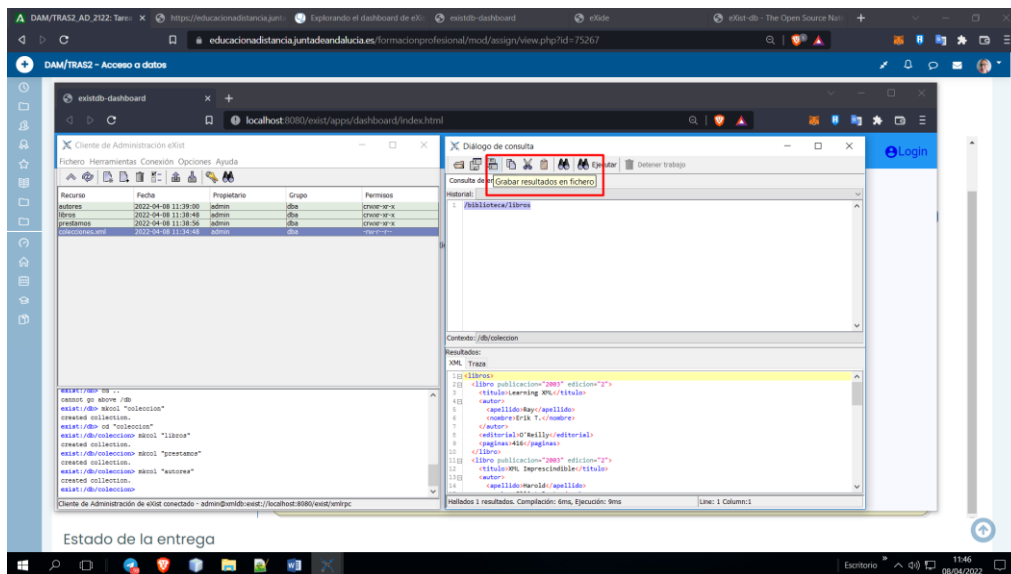 DAM/TRAS2_AD_2122: Tarea
https://educacionadistancia.junta
Explorando el dashboard de eXis
existdb-dashboard
eXide
eXist-db - The Open Source Nati
educacionadistancia.juntadeandalucia.es/formacionprofesional/mod/assign/view.php?id=75267
DAM/TRAS2 - Acceso a datos
existdb-dashboard
localhost:8080/exist/apps/dashboard/index.html
Login
Cliente de Administración eXist
Fichero Herramientas Conexión Opciones Ayuda
Recurso Fecha Propietario Grupo Permisos
autores 2022-04-08 11:39:00 admin dba crwxr-xr-x
libros 2022-04-08 11:38:48 admin dba crwxr-xr-x
prestamos 2022-04-08 11:38:56 admin dba crwxr-xr-x
colecciones.xml 2022-04-08 11:34:48 admin dba -rw-r--r--
exist:/db> cd ..
cannot go above /db
exist:/db> mkcol "coleccion"
created collection.
exist:/db> cd "coleccion"
exist:/db/coleccion> mkcol "libros"
created collection.
exist:/db/coleccion> mkcol "prestamos"
created collection.
exist:/db/coleccion> mkcol "autores"
created collection.
exist:/db/coleccion>
Cliente de Administración de eXist conectado - admin@xmldb:exist://localhost:8080/exist/xmlrpc
Diálogo de consulta
Ejecutar Detener trabajo
Consulta de
Grabar resultados en fichero
Historial:
1 /biblioteca/libros
Contexto: /db/coleccion
Resultados:
XML Traza
1 <libros>
2 <libro publicacion="2003" edicion="2">
3 <titulo>Learning XML</titulo>
4 <autor>
5 <apellido>Ray</apellido>
6 <nombre>Erik T.</nombre>
7 </autor>
8 <editorial>O'Reilly</editorial>
9 <paginas>416</paginas>
10 </libro>
11 <libro publicacion="2003" edicion="2">
12 <titulo>XML Imprescindible</titulo>
13 <autor>
14 <apellido>Harold</apellido>
Hallados 1 resultados. Compilación: 6ms, Ejecución: 9ms
Line: 1 Column:1
Estado de la entrega
Escritorio
11:46
08/04/2022